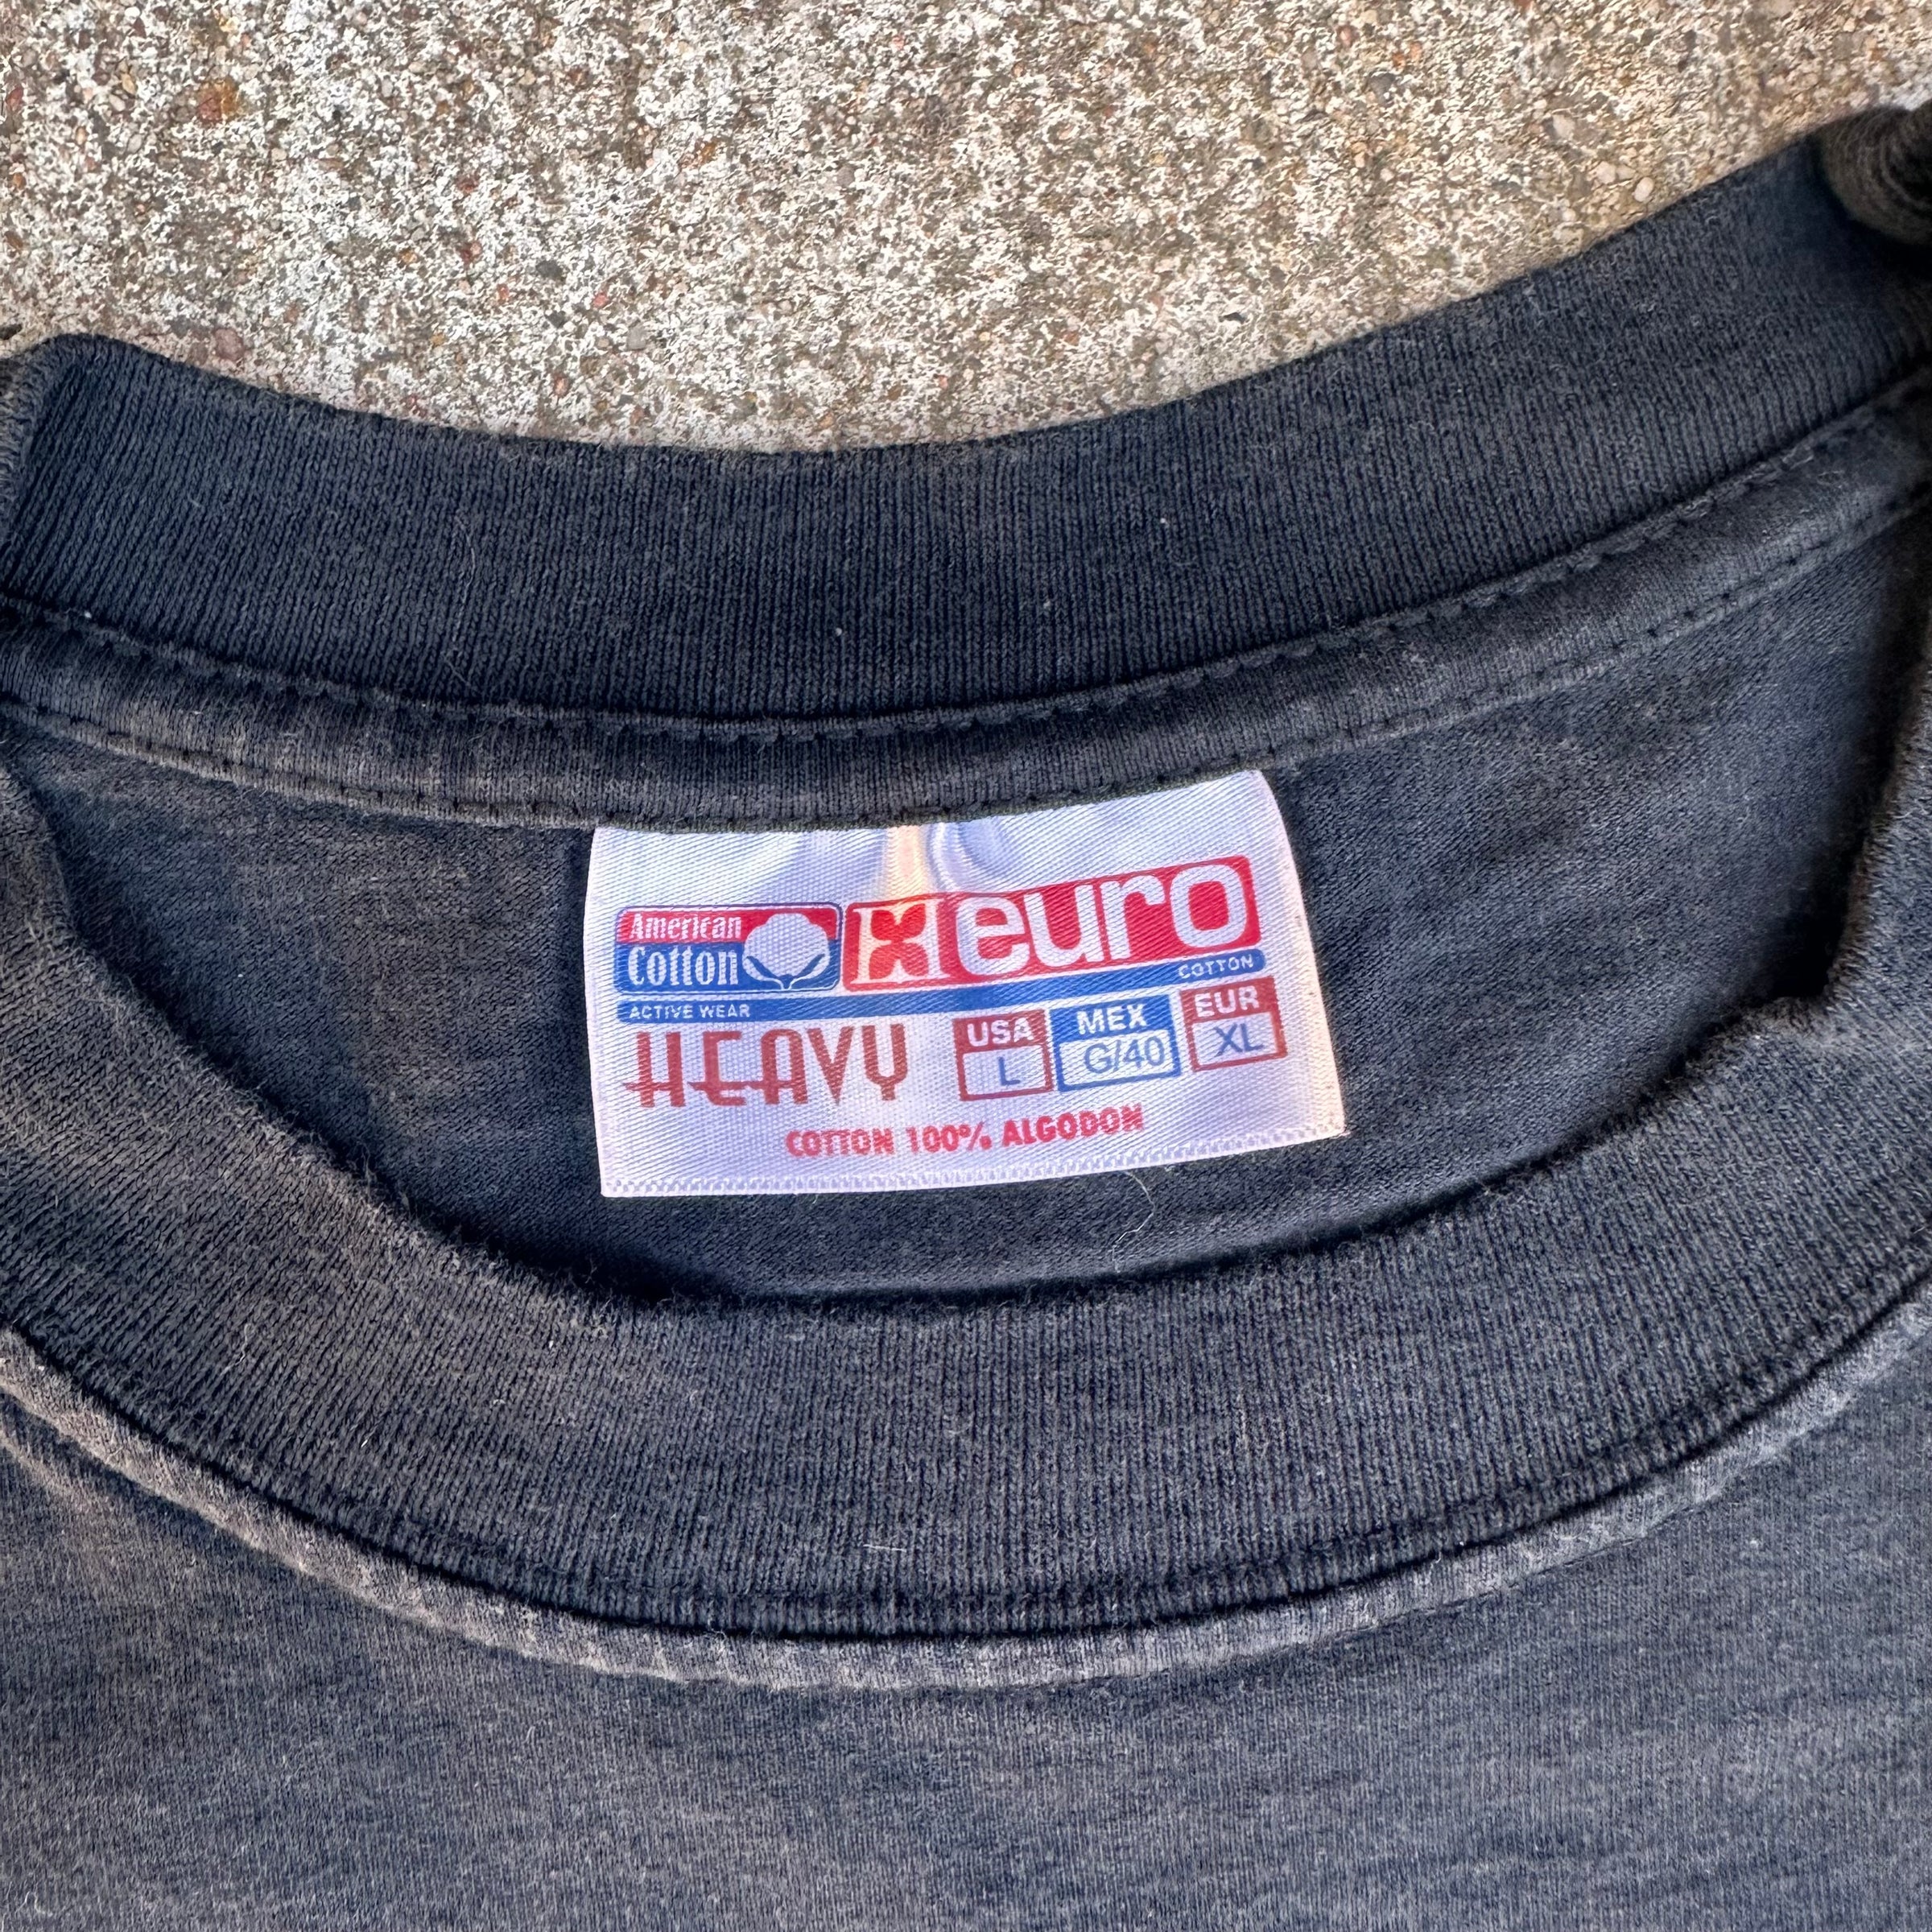 American
Cotton
euro
COTTON
ACTIVE WEAR
HEAVY
USA
L
MEX
G/40
EUR
XL
COTTON 100% ALGODON